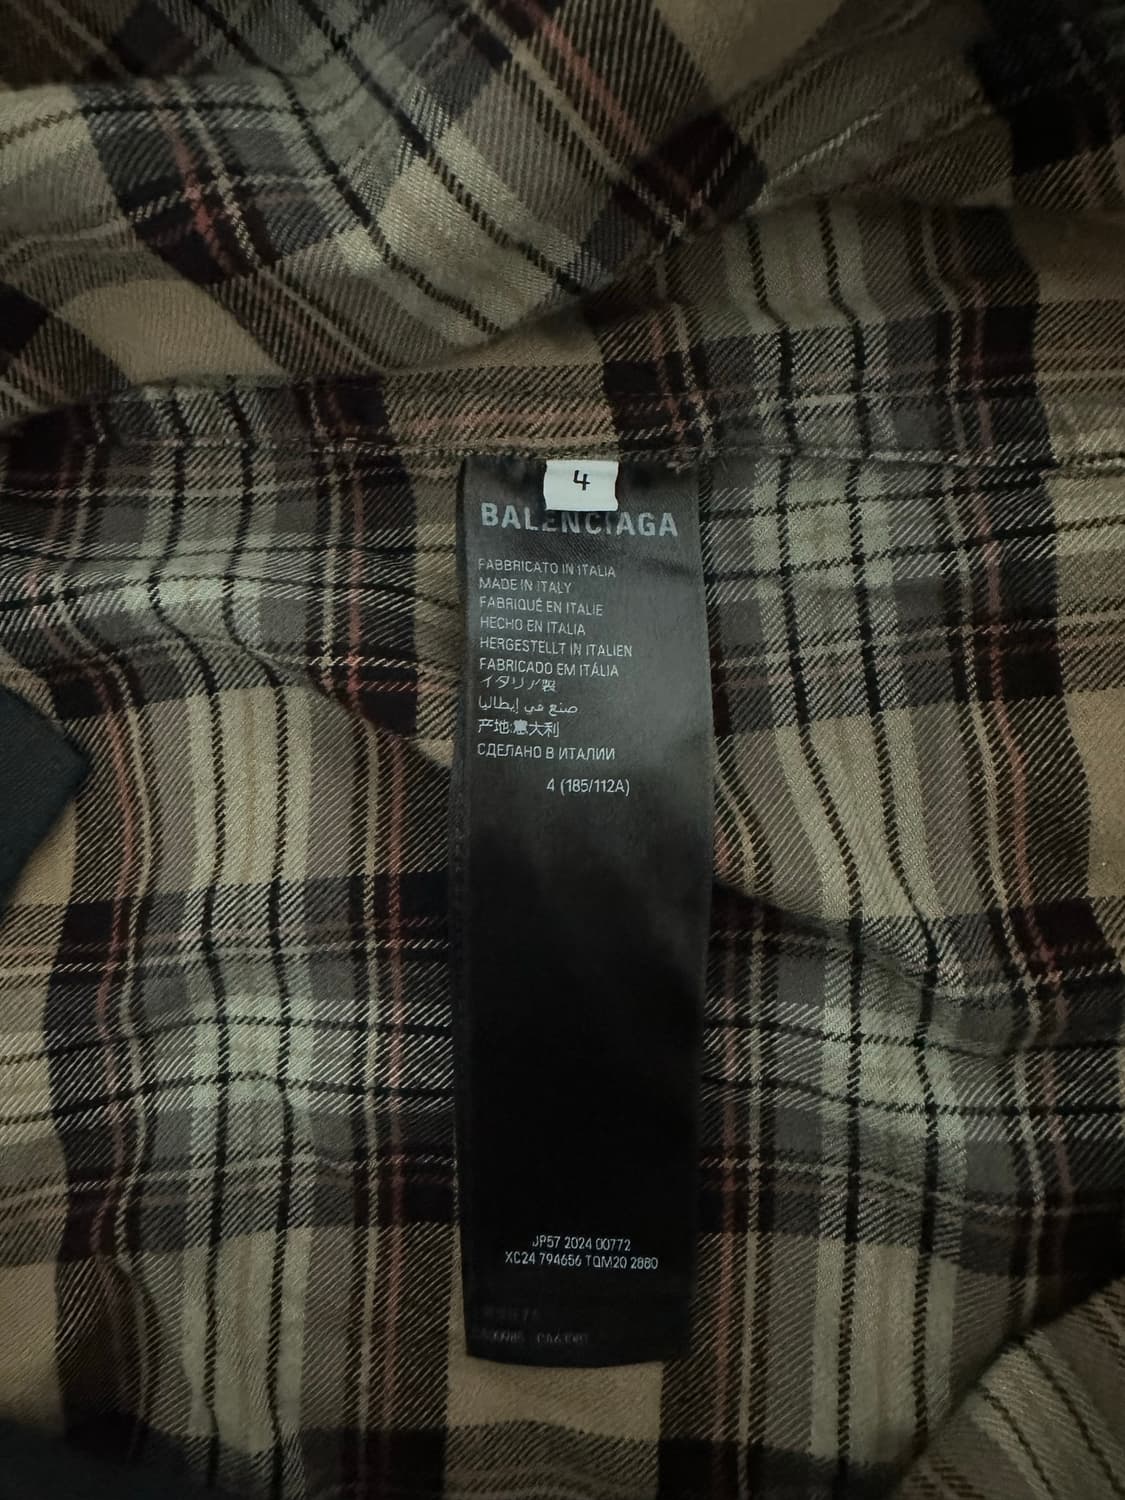 4
BALENCIAGA
FABBRICATO IN ITALIA
MADE IN ITALY
FABRIQUÉ EN ITALIE
HECHO EN ITALIA
HERGESTELLT IN ITALIEN
FABRICADO EM ITÁLIA
イタリア製
صنع في إيطاليا
产地:意大利
СДЕЛАНО В ИТАЛИИ
4 (185/112A)
JP57 2024 00772
XC24 794656 TQM20 2880